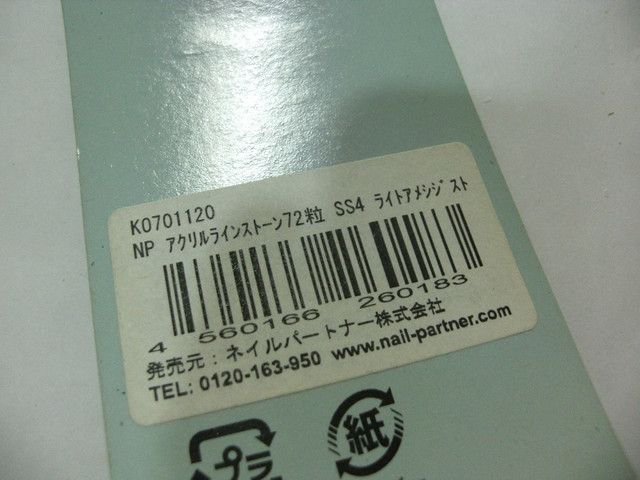 K0701120
NP アクリルラインストーン72粒 SS4 ライトアメシジスト
4 560166 260183
発売元：ネイルパートナー株式会社
TEL: 0120-163-950 www.nail-partner.com
プラ
紙